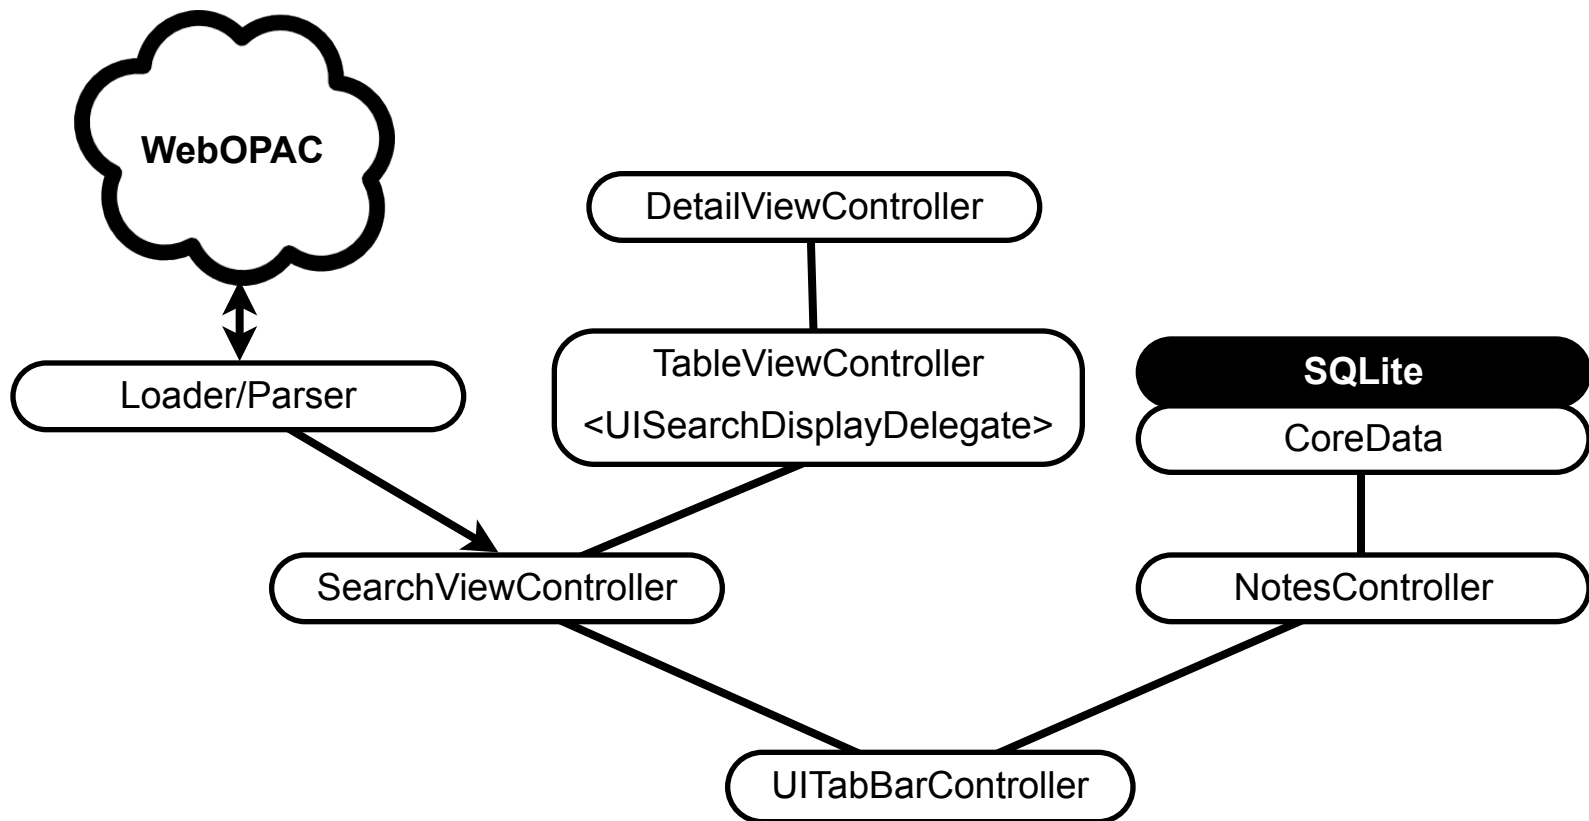 WebOPAC
DetailViewController
TableViewController
<UISearchDisplayDelegate>
SQLite
Loader/Parser
CoreData
SearchViewController
NotesController
UITabBarController